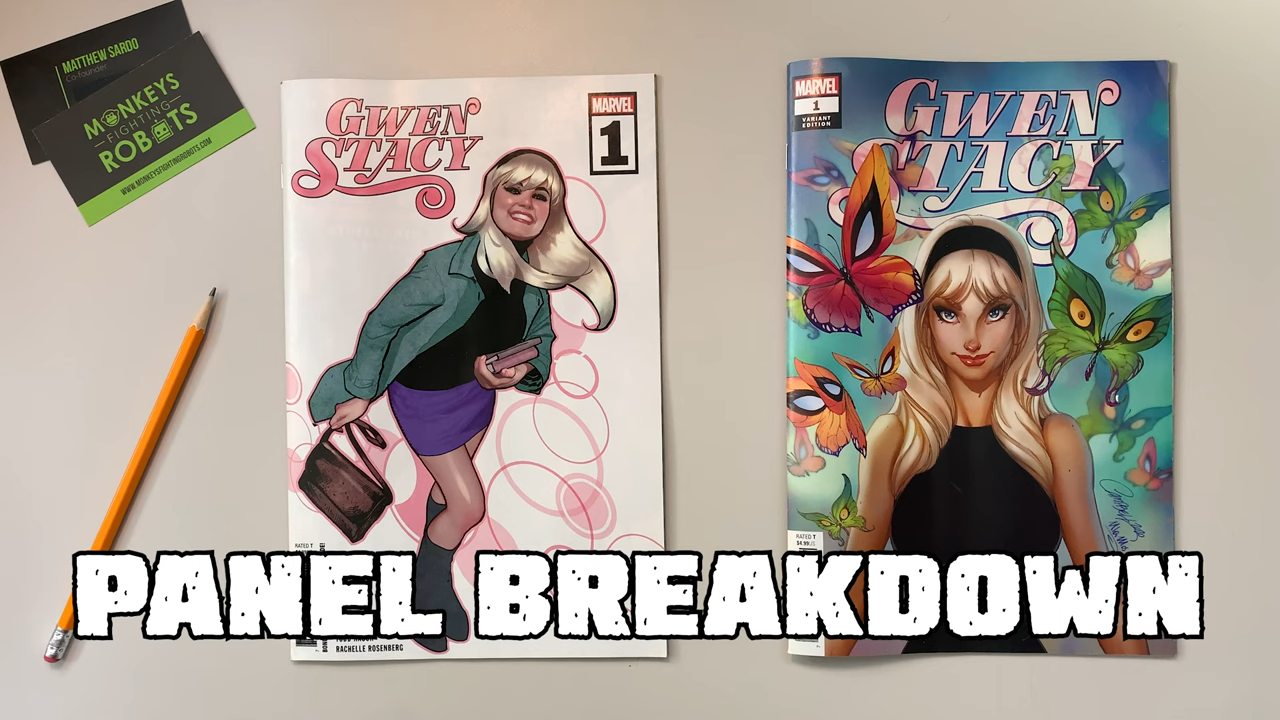 MATTHEW SARDO
Co-founder
MONKEYS
FIGHTING
ROBOTS
WWW.MONKEYSFIGHTINGROBOTS.COM
GWEN
STACY
MARVEL
1
RATED T
RACHELLE ROSENBERG
MARVEL
1
VARIANT
EDITION
GWEN
STACY
RATED T
$4.99 US
PANEL BREAKDOWN